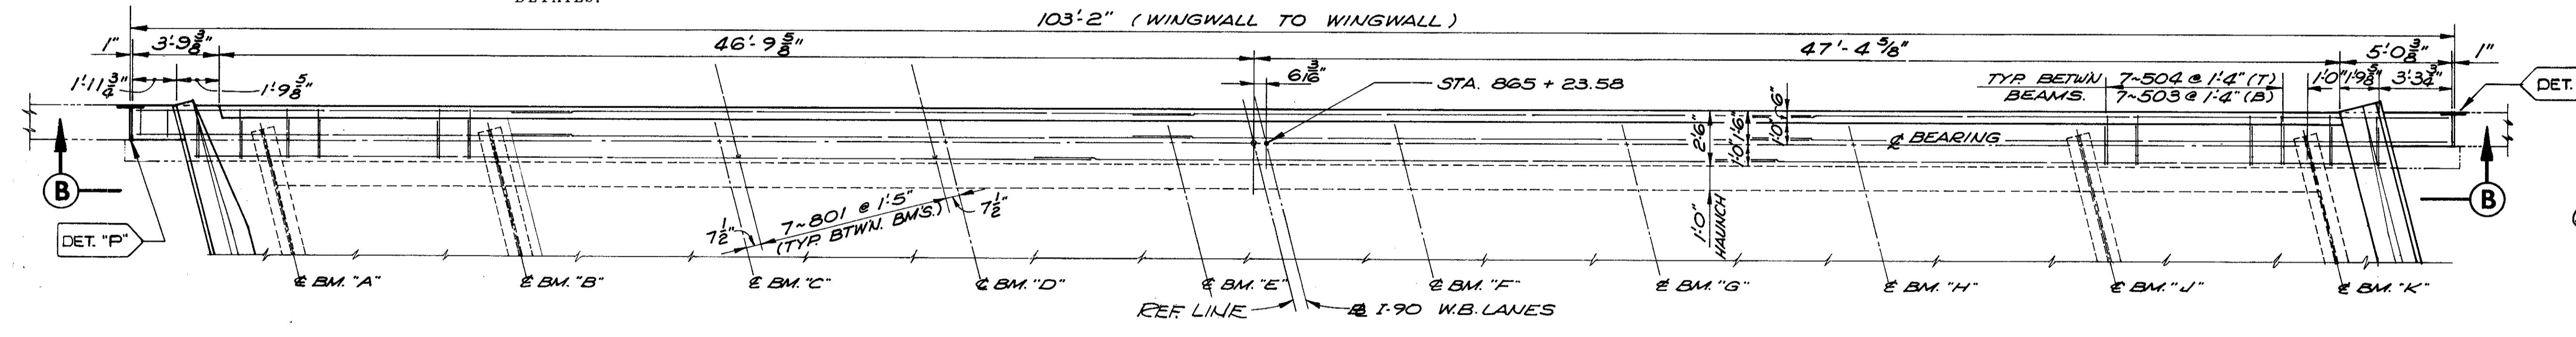 103'-2" (WINGWALL TO WINGWALL)
1" 3'-9 3/8" 46'-9 5/8" 47'-4 5/8" 5'-0 3/8" 1"
1'-11 3/4" 1'-9 5/8" 6 3/16" STA. 865 + 23.58
TYP. BETWN 7~504 @ 1'-4" (T) 1'-0" 1'-9 5/8" 3'-3 3/4"
BEAMS. 7~503 @ 1'-4" (B)
DET.
2'-6" 1'-0" 1'-6" 1'-0" 6"
℄ BEARING
B B
DET. "P"
7 1/2" 7~801 @ 1'-5" 7 1/2"
(TYP. BTWN. BMS.)
1'-0"
HAUNCH
℄ BM. "A" ℄ BM. "B" ℄ BM. "C" ℄ BM. "D" ℄ BM. "E" ℄ BM. "F" ℄ BM. "G" ℄ BM. "H" ℄ BM. "J" ℄ BM. "K"
REF. LINE I-90 W.B. LANES